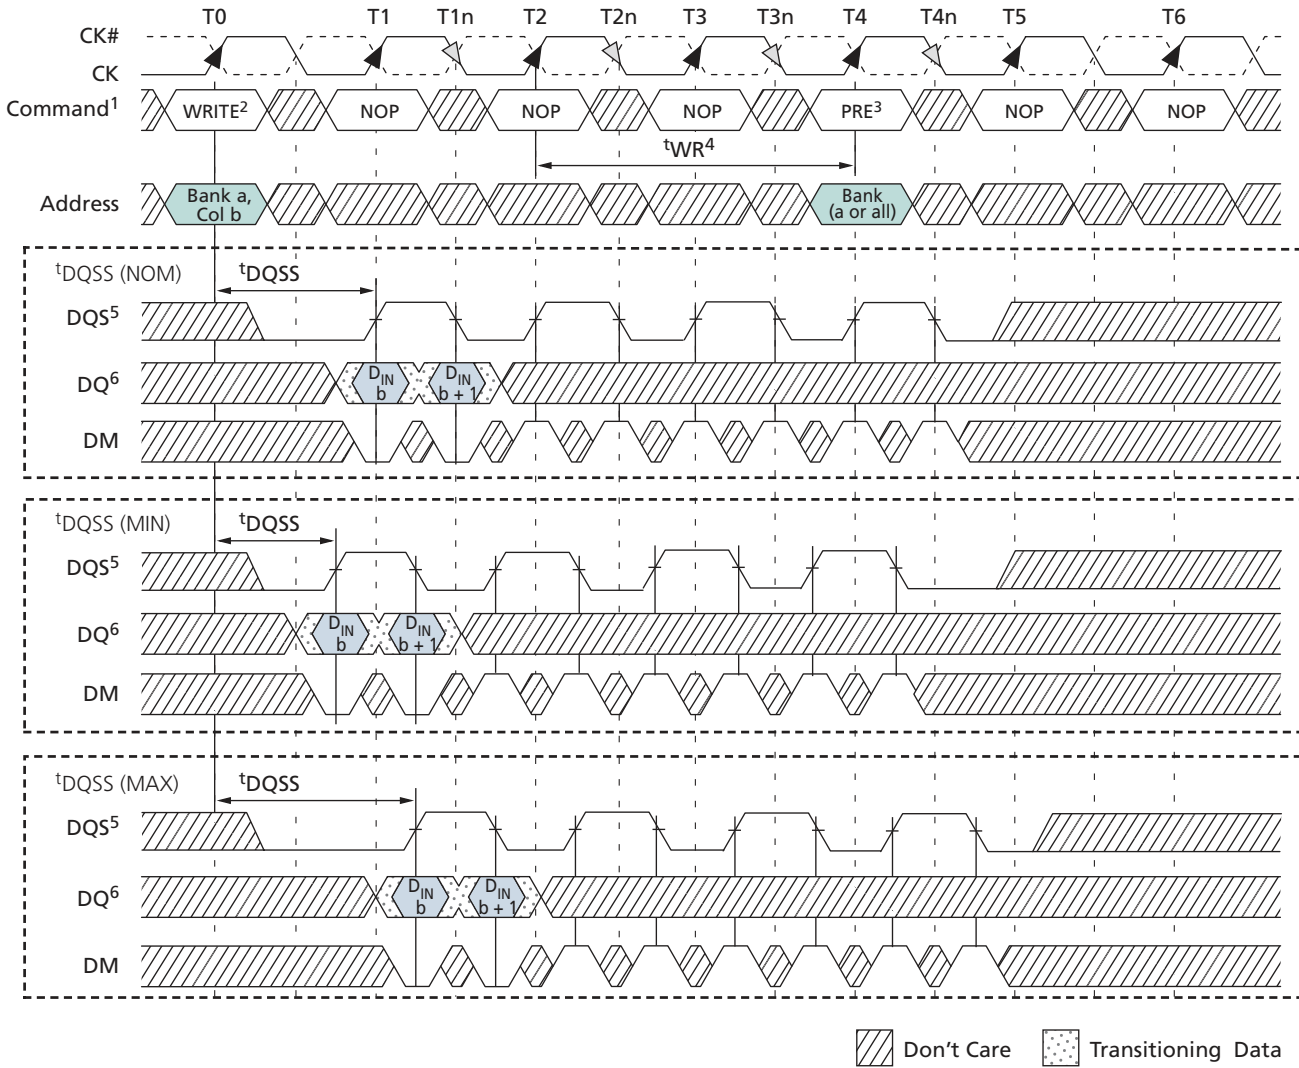 T0 T1 T1n T2 T2n T3 T3n T4 T4n T5 T6
CK#
CK
Command1 WRITE2 NOP NOP NOP PRE3 NOP NOP
tWR4
Address Bank a, Col b Bank (a or all)
tDQSS (NOM) tDQSS
DQS5
DQ6 DIN b DIN b + 1
DM
tDQSS (MIN) tDQSS
DQS5
DQ6 DIN b DIN b + 1
DM
tDQSS (MAX) tDQSS
DQS5
DQ6 DIN b DIN b + 1
DM
Don't Care Transitioning Data